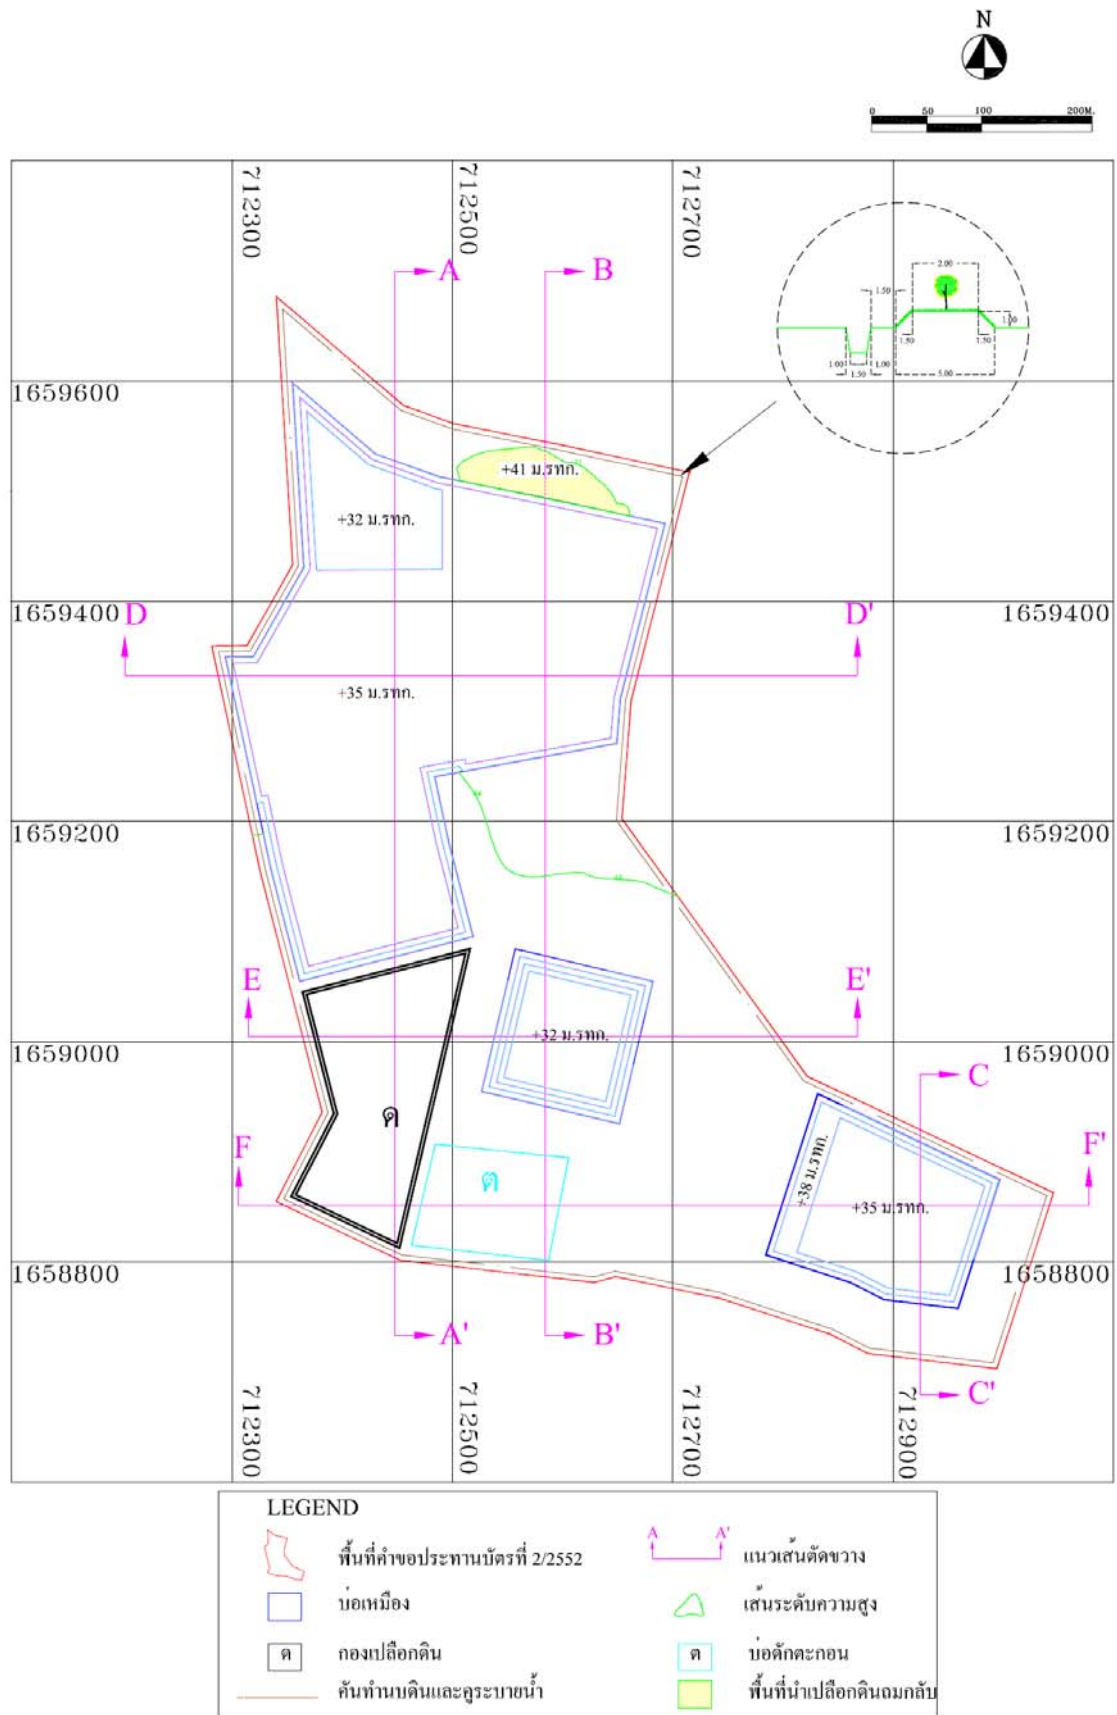 N
0 50 100 200M.
712300 712500 712700
A B
2.00
1.50
1.00
1.50 1.50
1.00 1.00
1.50 5.00
1659600
+41 ม.รทก.
+32 ม.รทก.
1659400 1659400
D D'
+35 ม.รทก.
1659200 1659200
E E'
+32 ม.รทก.
1659000 1659000
C
ต
F F'
ต
+38 ม.รทก.
+35 ม.รทก.
1658800 1658800
A' B'
C'
712300 712500 712700 712900
LEGEND
พื้นที่คำขอประทานบัตรที่ 2/2552
A A'
แนวเส้นตัดขวาง
บ่อเหมือง
เส้นระดับความสูง
ต กองเปลือกดิน
ต บ่อดักตะกอน
คันทำนบดินและคูระบายน้ำ
พื้นที่นำเปลือกดินถมกลับ